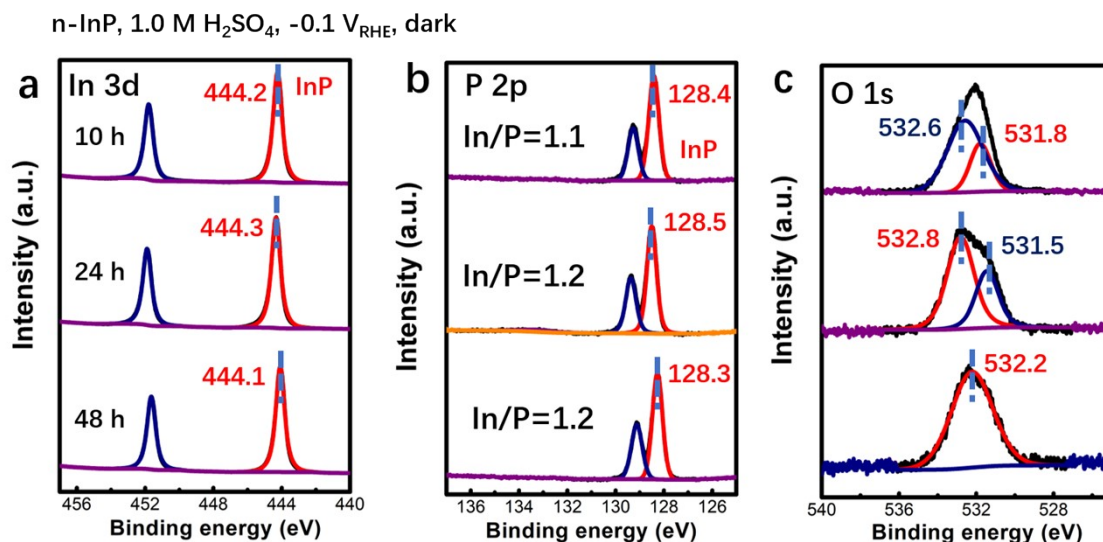 n-InP, 1.0 M H₂SO₄, -0.1 V_RHE, dark
a
In 3d
444.2
InP
10 h
444.3
24 h
444.1
48 h
Intensity (a.u.)
456 452 448 444 440
Binding energy (eV)
b
P 2p
128.4
In/P=1.1
InP
128.5
In/P=1.2
128.3
In/P=1.2
Intensity (a.u.)
136 134 132 130 128 126
Binding energy (eV)
c
O 1s
532.6
531.8
532.8
531.5
532.2
Intensity (a.u.)
540 536 532 528
Binding energy (eV)